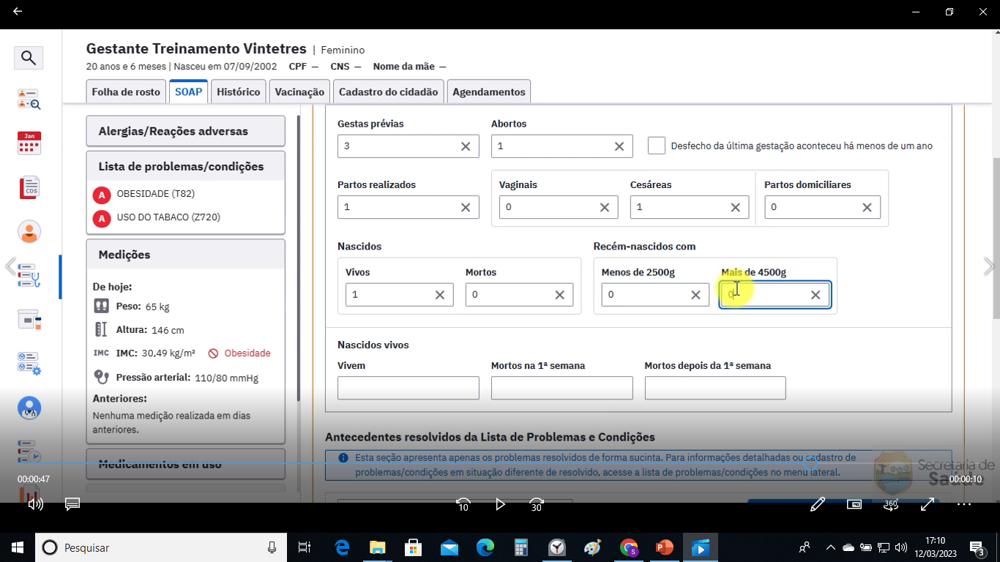 Gestante Treinamento Vintetres | Feminino
20 anos e 6 meses | Nasceu em 07/09/2002 CPF — CNS — Nome da mãe —
Folha de rosto SOAP Histórico Vacinação Cadastro do cidadão Agendamentos
Jan
CDS
Alergias/Reações adversas
Lista de problemas/condições
A OBESIDADE (T82)
A USO DO TABACO (Z720)
Medições
De hoje:
Peso: 65 kg
Altura: 146 cm
IMC IMC: 30,49 kg/m² Obesidade
Pressão arterial: 110/80 mmHg
Anteriores:
Nenhuma medição realizada em dias
anteriores.
Medicamentos em uso
Gestas prévias Abortos
3 1 Desfecho da última gestação aconteceu há menos de um ano
Partos realizados Vaginais Cesáreas Partos domiciliares
1 0 1 0
Nascidos Recém-nascidos com
Vivos Mortos Menos de 2500g Mais de 4500g
1 0 0 0
Nascidos vivos
Vivem Mortos na 1ª semana Mortos depois da 1ª semana
Antecedentes resolvidos da Lista de Problemas e Condições
Esta seção apresenta apenas os problemas resolvidos de forma sucinta. Para informações detalhadas ou cadastro de
problemas/condições em situação diferente de resolvido, acesse a lista de problemas/condições no menu lateral.
Secretaria de
Saúde
00:00:47 00:00:10
10 30 360°
Pesquisar
17:10
12/03/2023
3